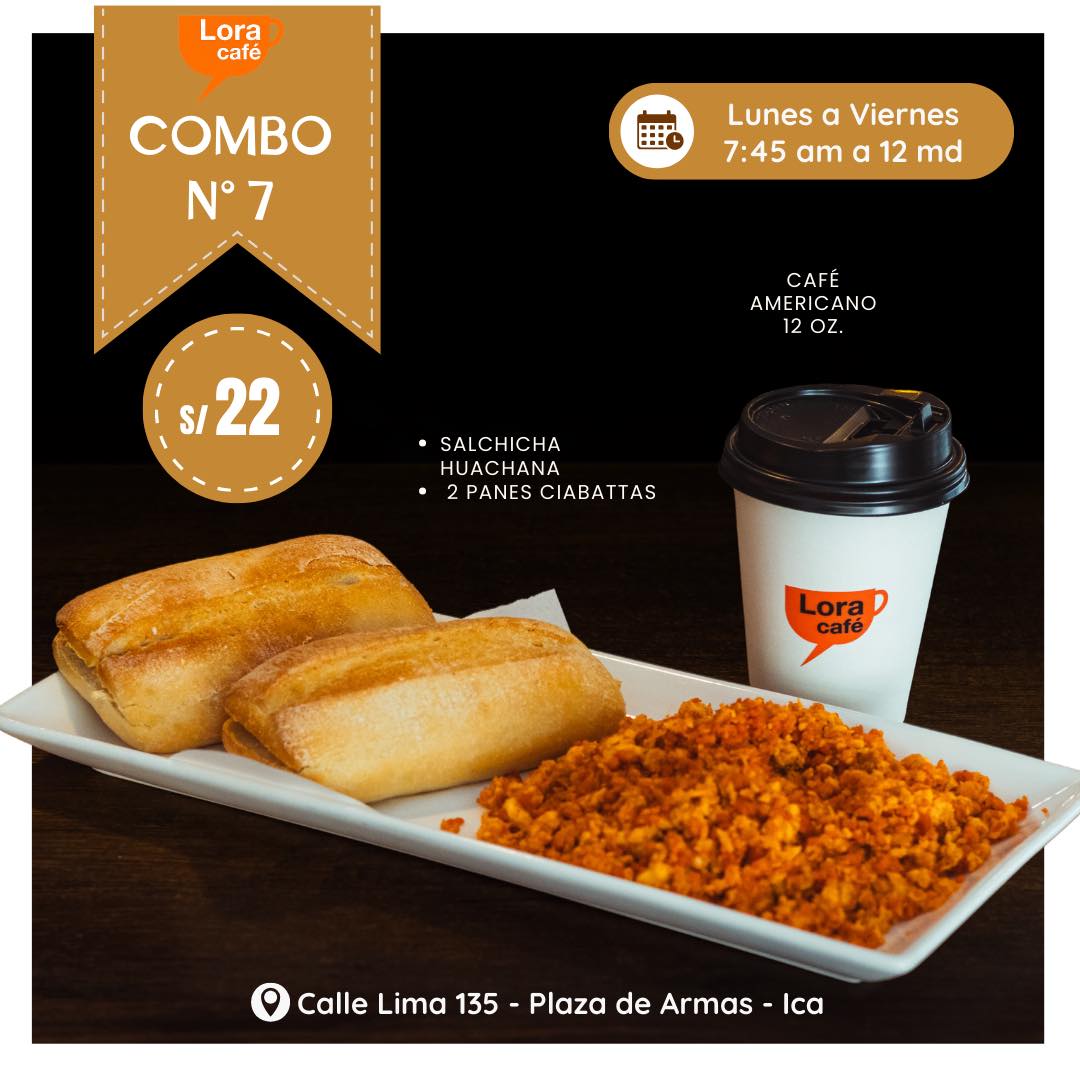 Lora
café
COMBO
N° 7
Lunes a Viernes
7:45 am a 12 md
CAFÉ
AMERICANO
12 OZ.
S/ 22
• SALCHICHA
HUACHANA
• 2 PANES CIABATTAS
Lora
café
Calle Lima 135 - Plaza de Armas - Ica